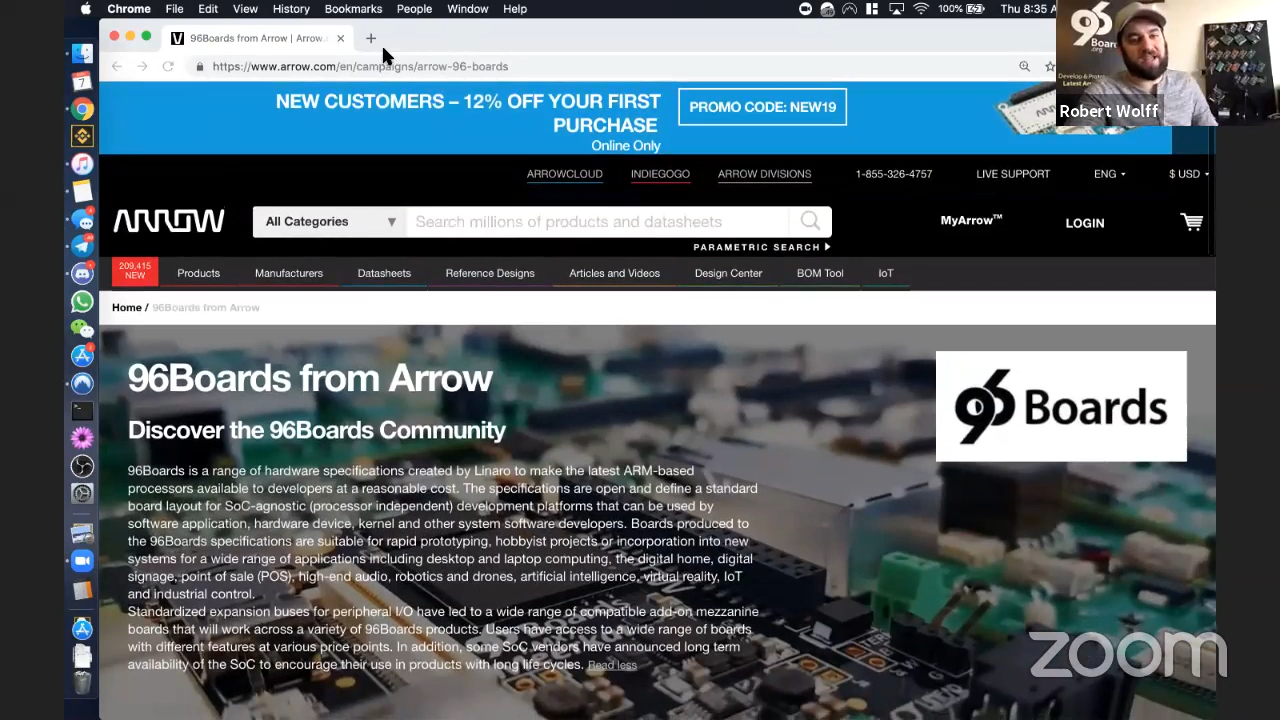 Chrome File Edit View History Bookmarks People Window Help 100% Thu 8:35 A
96Boards from Arrow | Arrow.
https://www.arrow.com/en/campaigns/arrow-96-boards
96
Board
.org
Develop & Prot
Latest Ar
Robert Wolff
NEW CUSTOMERS – 12% OFF YOUR FIRST
PURCHASE
Online Only
PROMO CODE: NEW19
ARROWCLOUD INDIEGOGO ARROW DIVISIONS 1-855-326-4757 LIVE SUPPORT ENG $ USD
ARROW All Categories Search millions of products and datasheets MyArrow™ LOGIN
PARAMETRIC SEARCH
209,415
NEW
Products Manufacturers Datasheets Reference Designs Articles and Videos Design Center BOM Tool IoT
Home / 96Boards from Arrow
96Boards from Arrow
96 Boards
Discover the 96Boards Community
96Boards is a range of hardware specifications created by Linaro to make the latest ARM-based
processors available to developers at a reasonable cost. The specifications are open and define a standard
board layout for SoC-agnostic (processor independent) development platforms that can be used by
software application, hardware device, kernel and other system software developers. Boards produced to
the 96Boards specifications are suitable for rapid prototyping, hobbyist projects or incorporation into new
systems for a wide range of applications including desktop and laptop computing, the digital home, digital
signage, point of sale (POS), high-end audio, robotics and drones, artificial intelligence, virtual reality, IoT
and industrial control.
Standardized expansion buses for peripheral I/O have led to a wide range of compatible add-on mezzanine
boards that will work across a variety of 96Boards products. Users have access to a wide range of boards
with different features at various price points. In addition, some SoC vendors have announced long term
availability of the SoC to encourage their use in products with long life cycles. Read less
zoom